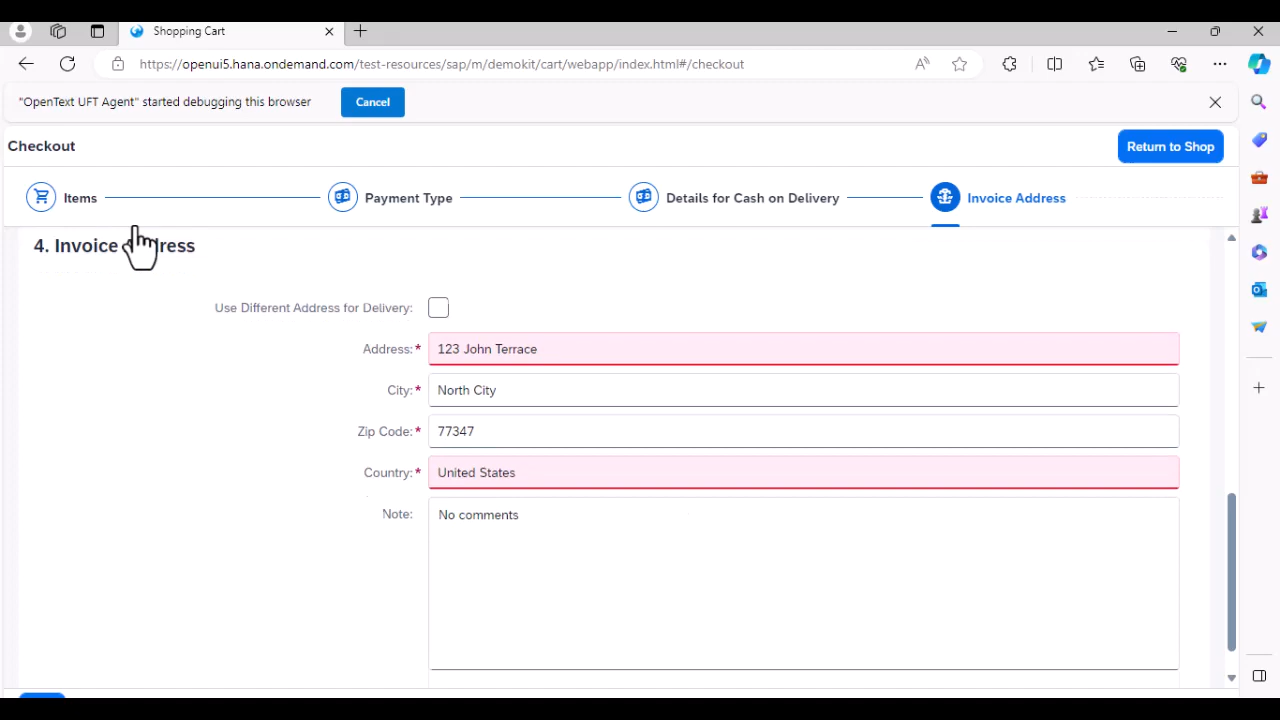 Shopping Cart
https://openui5.hana.ondemand.com/test-resources/sap/m/demokit/cart/webapp/index.html#/checkout
"OpenText UFT Agent" started debugging this browser
Cancel
Checkout
Return to Shop
Items
Payment Type
Details for Cash on Delivery
Invoice Address
4. Invoice Address
Use Different Address for Delivery:
Address:* 123 John Terrace
City:* North City
Zip Code:* 77347
Country:* United States
Note: No comments